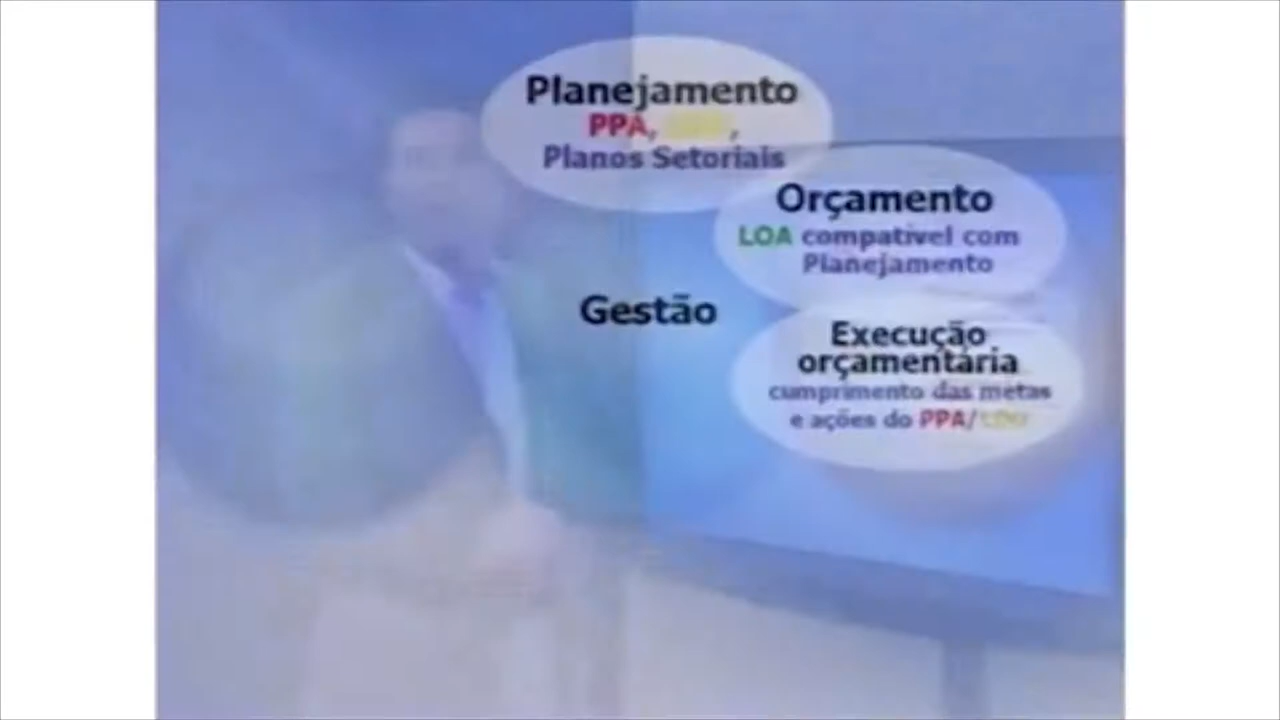 Planejamento
PPA, ,
Planos Setoriais
Orçamento
LOA compatível com
Planejamento
Gestão
Execução
orçamentária
cumprimento das metas
e ações do PPA/